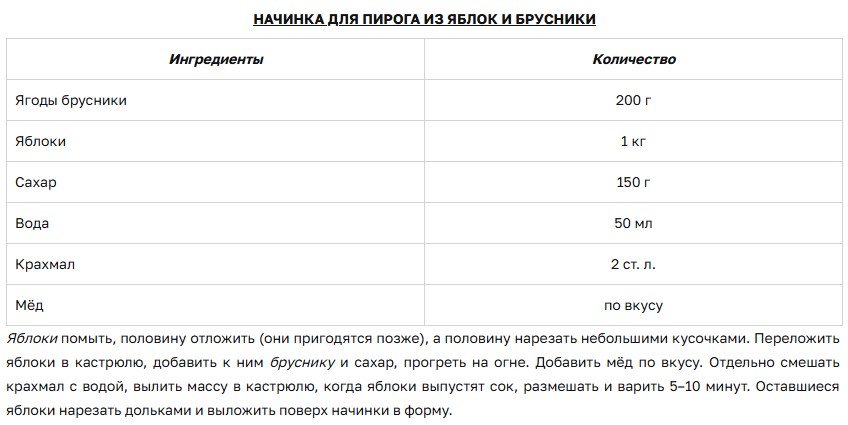 НАЧИНКА ДЛЯ ПИРОГА ИЗ ЯБЛОК И БРУСНИКИ
Ингредиенты Количество
Ягоды брусники 200 г
Яблоки 1 кг
Сахар 150 г
Вода 50 мл
Крахмал 2 ст. л.
Мёд по вкусу
Яблоки помыть, половину отложить (они пригодятся позже), а половину нарезать небольшими кусочками. Переложить
яблоки в кастрюлю, добавить к ним бруснику и сахар, прогреть на огне. Добавить мёд по вкусу. Отдельно смешать
крахмал с водой, вылить массу в кастрюлю, когда яблоки выпустят сок, размешать и варить 5–10 минут. Оставшиеся
яблоки нарезать дольками и выложить поверх начинки в форму.